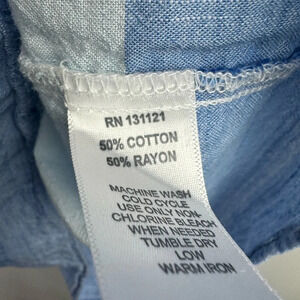 RN 131121
50% COTTON
50% RAYON
MACHINE WASH
COLD CYCLE
USE ONLY NON-
CHLORINE BLEACH
WHEN NEEDED
TUMBLE DRY
LOW
WARM IRON